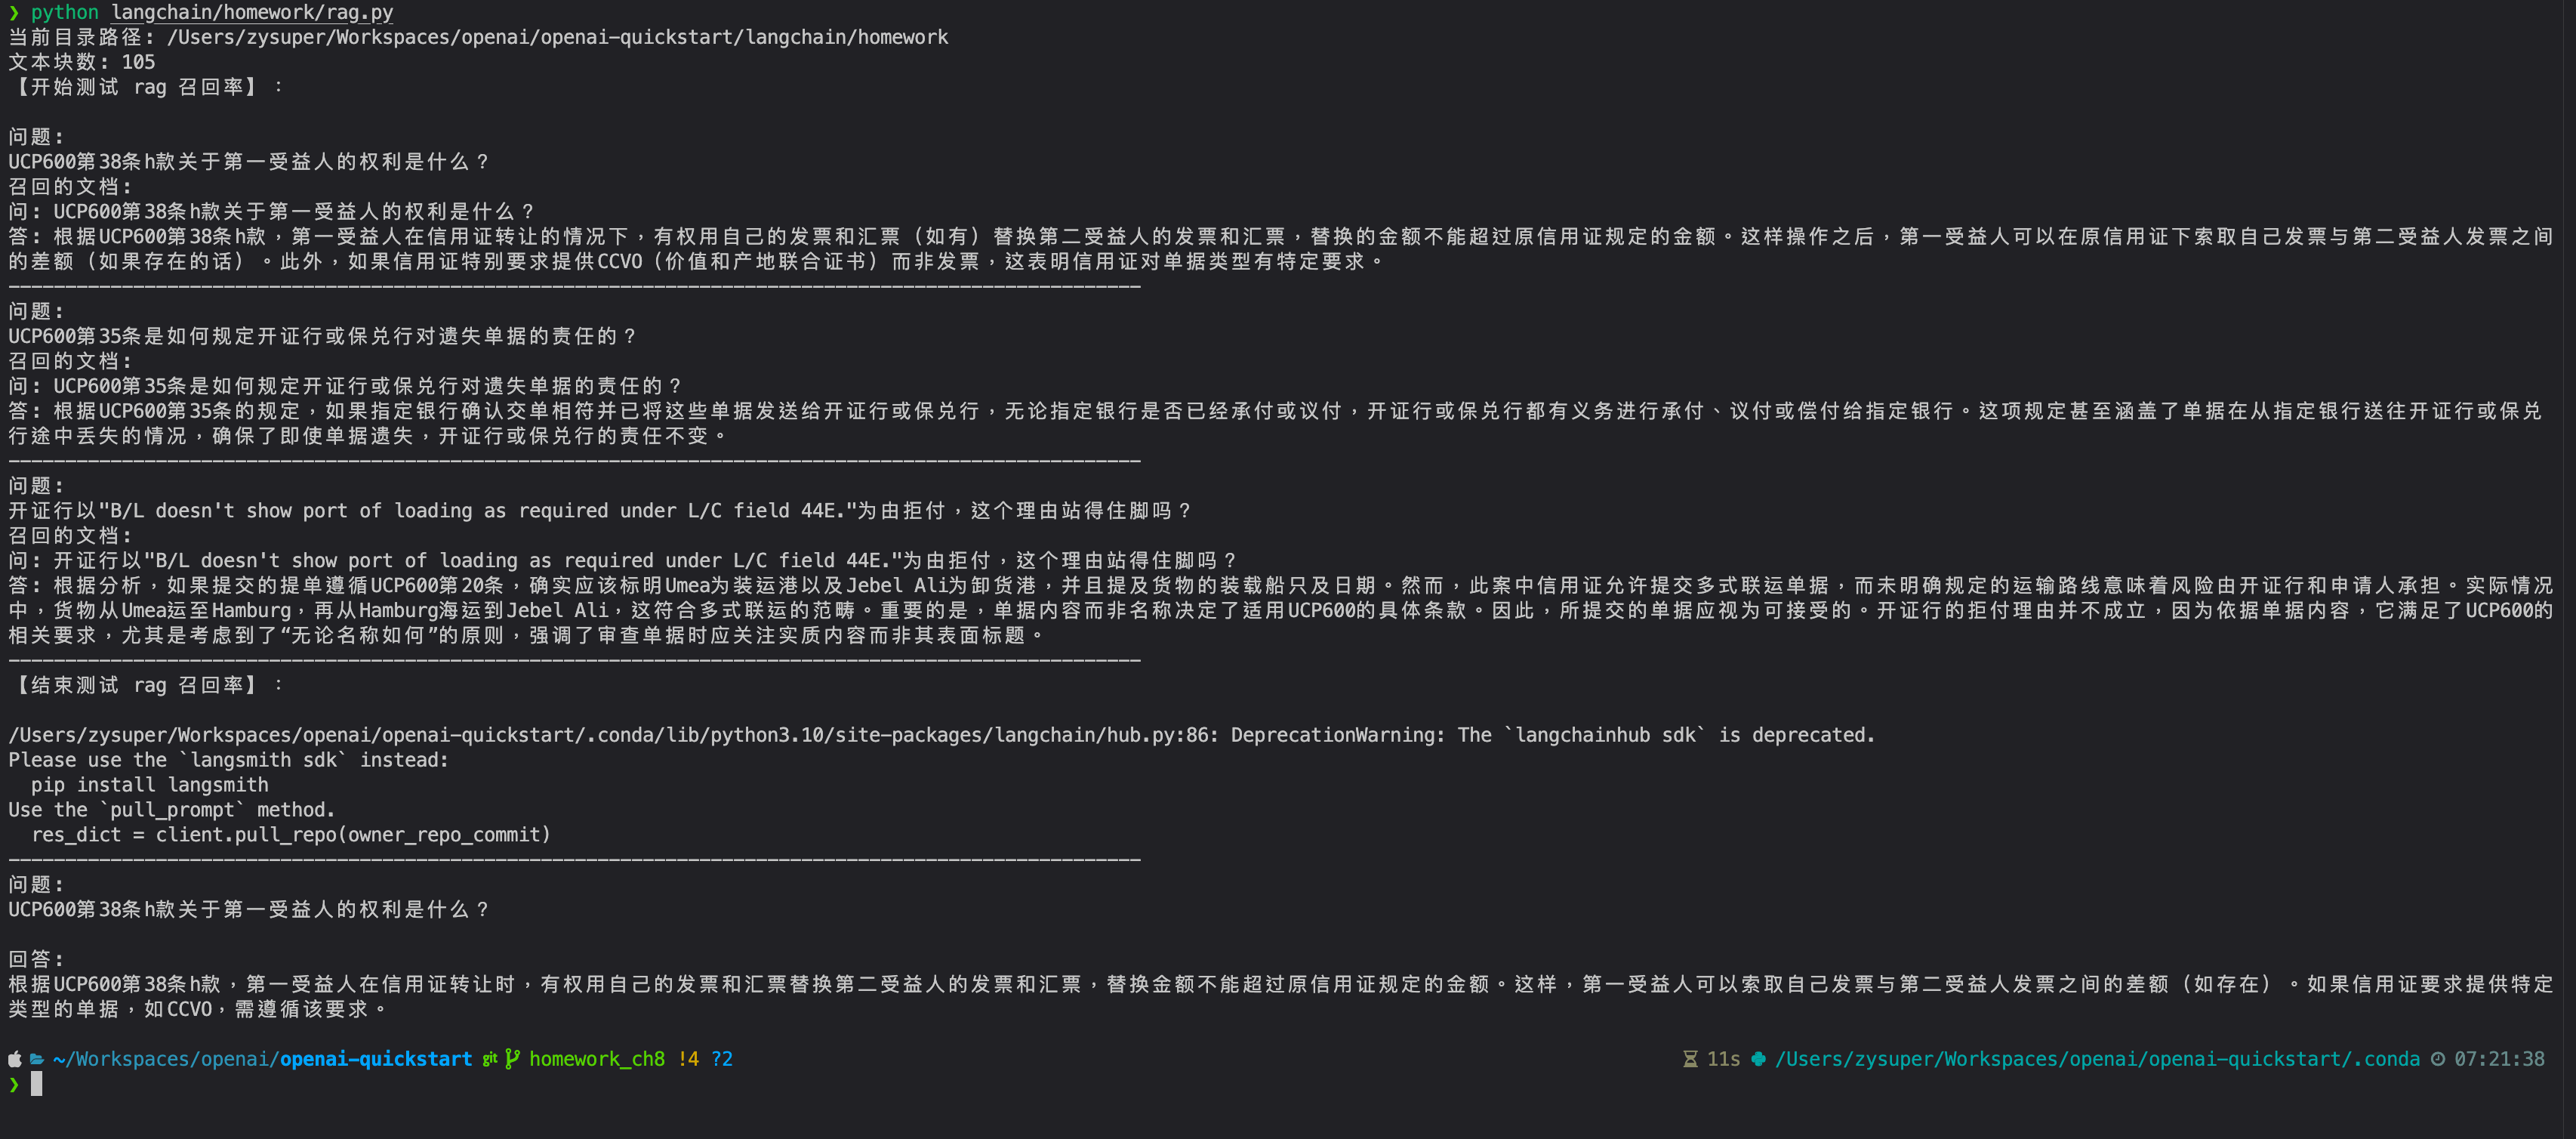 ❯ python langchain/homework/rag.py
当前目录路径: /Users/zysuper/Workspaces/openai/openai-quickstart/langchain/homework
文本块数: 105
【开始测试 rag 召回率】:
问题:
UCP600第38条h款关于第一受益人的权利是什么？
召回的文档:
问: UCP600第38条h款关于第一受益人的权利是什么？
答: 根据UCP600第38条h款，第一受益人在信用证转让的情况下，有权用自己的发票和汇票（如有）替换第二受益人的发票和汇票，替换的金额不能超过原信用证规定的金额。这样操作之后，第一受益人可以在原信用证下索取自己发票与第二受益人发票之间
的差额（如果存在的话）。此外，如果信用证特别要求提供CCVO（价值和产地联合证书）而非发票，这表明信用证对单据类型有特定要求。
----------------------------------------------------------------------------------------------------
问题:
UCP600第35条是如何规定开证行或保兑行对遗失单据的责任的？
召回的文档:
问: UCP600第35条是如何规定开证行或保兑行对遗失单据的责任的？
答: 根据UCP600第35条的规定，如果指定银行确认交单相符并已将这些单据发送给开证行或保兑行，无论指定银行是否已经承付或议付，开证行或保兑行都有义务进行承付、议付或偿付给指定银行。这项规定甚至涵盖了单据在从指定银行送往开证行或保兑
行途中丢失的情况，确保了即使单据遗失，开证行或保兑行的责任不变。
----------------------------------------------------------------------------------------------------
问题:
开证行以"B/L doesn't show port of loading as required under L/C field 44E."为由拒付，这个理由站得住脚吗？
召回的文档:
问: 开证行以"B/L doesn't show port of loading as required under L/C field 44E."为由拒付，这个理由站得住脚吗？
答: 根据分析，如果提交的提单遵循UCP600第20条，确实应该标明Umea为装运港以及Jebel Ali为卸货港，并且提及货物的装载船只及日期。然而，此案中信用证允许提交多式联运单据，而未明确规定的运输路线意味着风险由开证行和申请人承担。实际情况
中，货物从Umea运至Hamburg，再从Hamburg海运到Jebel Ali，这符合多式联运的范畴。重要的是，单据内容而非名称决定了适用UCP600的具体条款。因此，所提交的单据应视为可接受的。开证行的拒付理由并不成立，因为依据单据内容，它满足了UCP600的
相关要求，尤其是考虑到了“无论名称如何”的原则，强调了审查单据时应关注实质内容而非其表面标题。
----------------------------------------------------------------------------------------------------
【结束测试 rag 召回率】:
/Users/zysuper/Workspaces/openai/openai-quickstart/.conda/lib/python3.10/site-packages/langchain/hub.py:86: DeprecationWarning: The `langchainhub sdk` is deprecated.
Please use the `langsmith sdk` instead:
  pip install langsmith
Use the `pull_prompt` method.
  res_dict = client.pull_repo(owner_repo_commit)
----------------------------------------------------------------------------------------------------
问题:
UCP600第38条h款关于第一受益人的权利是什么？
回答:
根据UCP600第38条h款，第一受益人在信用证转让时，有权用自己的发票和汇票替换第二受益人的发票和汇票，替换金额不能超过原信用证规定的金额。这样，第一受益人可以索取自己发票与第二受益人发票之间的差额（如存在）。如果信用证要求提供特定
类型的单据，如CCVO，需遵循该要求。
~/Workspaces/openai/openai-quickstart git homework_ch8 !4 ?2 11s /Users/zysuper/Workspaces/openai/openai-quickstart/.conda 07:21:38
❯